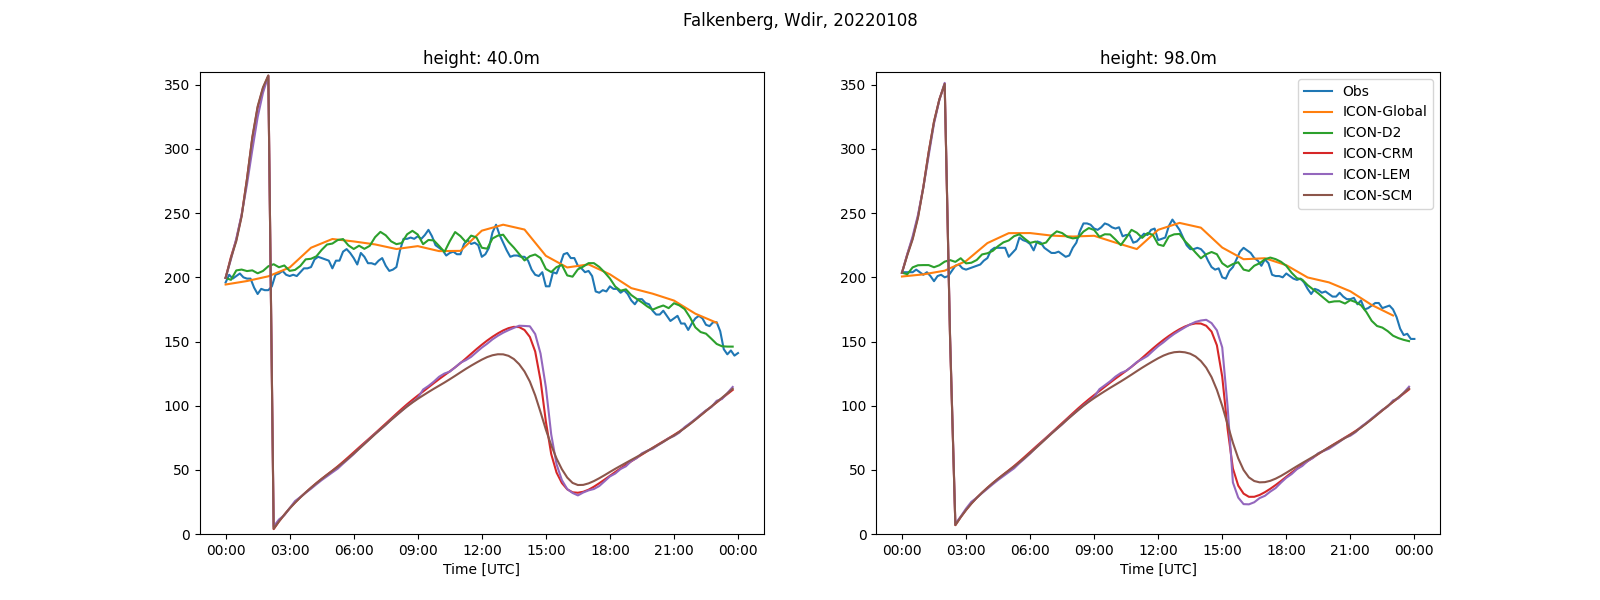 Falkenberg, Wdir, 20220108
height: 40.0m
350
300
250
200
150
100
50
0
00:00 03:00 06:00 09:00 12:00 15:00 18:00 21:00 00:00
Time [UTC]
height: 98.0m
350
300
250
200
150
100
50
0
00:00 03:00 06:00 09:00 12:00 15:00 18:00 21:00 00:00
Time [UTC]
Obs
ICON-Global
ICON-D2
ICON-CRM
ICON-LEM
ICON-SCM